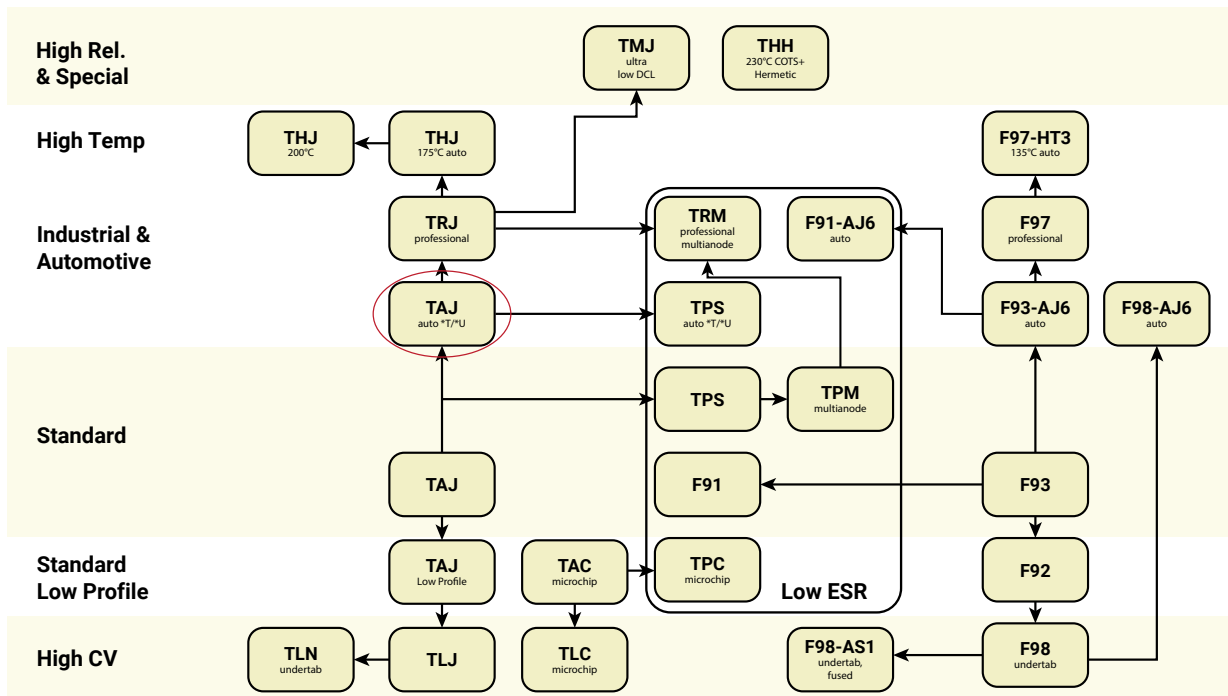 High Rel.
& Special
TMJ
ultra
low DCL
THH
230°C COTS+
Hermetic
High Temp
THJ
200°C
THJ
175°C auto
F97-HT3
135°C auto
Industrial &
Automotive
TRJ
professional
TRM
professional
multianode
F91-AJ6
auto
F97
professional
TAJ
auto *T/*U
TPS
auto *T/*U
F93-AJ6
auto
F98-AJ6
auto
Standard
TPS
TPM
multianode
TAJ
F91
F93
Standard
Low Profile
TAJ
Low Profile
TAC
microchip
TPC
microchip
Low ESR
F92
High CV
TLN
undertab
TLJ
TLC
microchip
F98-AS1
undertab,
fused
F98
undertab